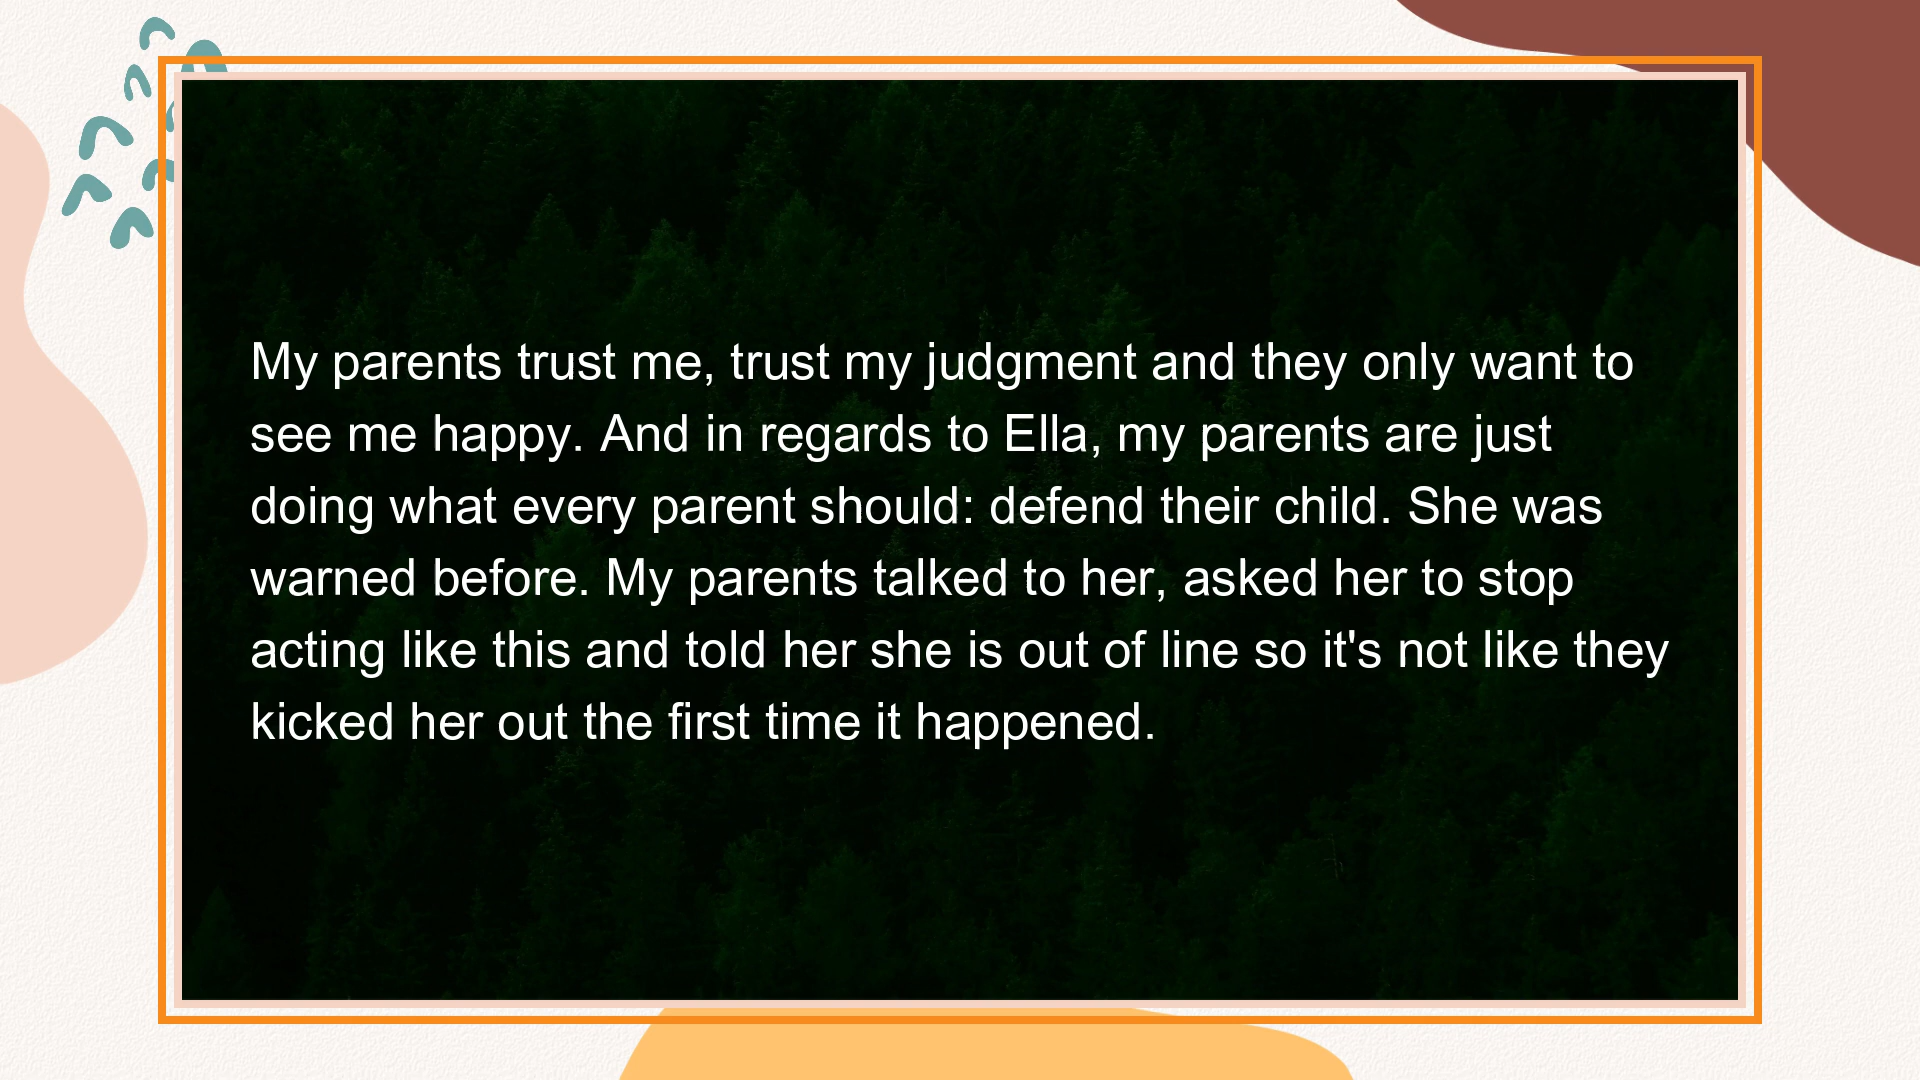 My parents trust me, trust my judgment and they only want to
see me happy. And in regards to Ella, my parents are just
doing what every parent should: defend their child. She was
warned before. My parents talked to her, asked her to stop
acting like this and told her she is out of line so it's not like they
kicked her out the first time it happened.